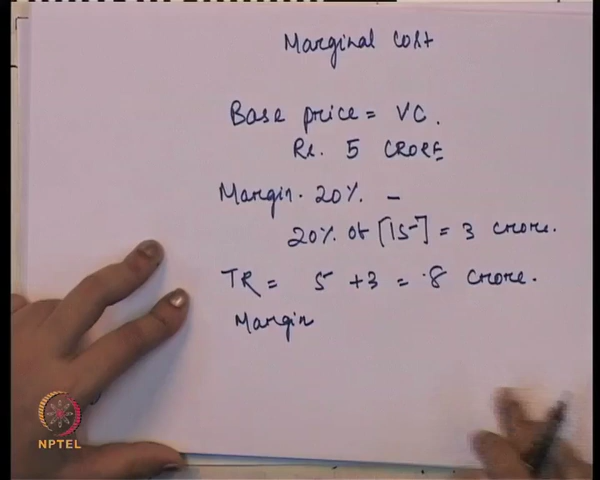 Marginal Cost
Base price = VC.
Rs. 5 CRORE
Margin. 20% -
20% of [15] = 3 crore.
TR = 5 + 3 = 8 crore.
Margin
NPTEL